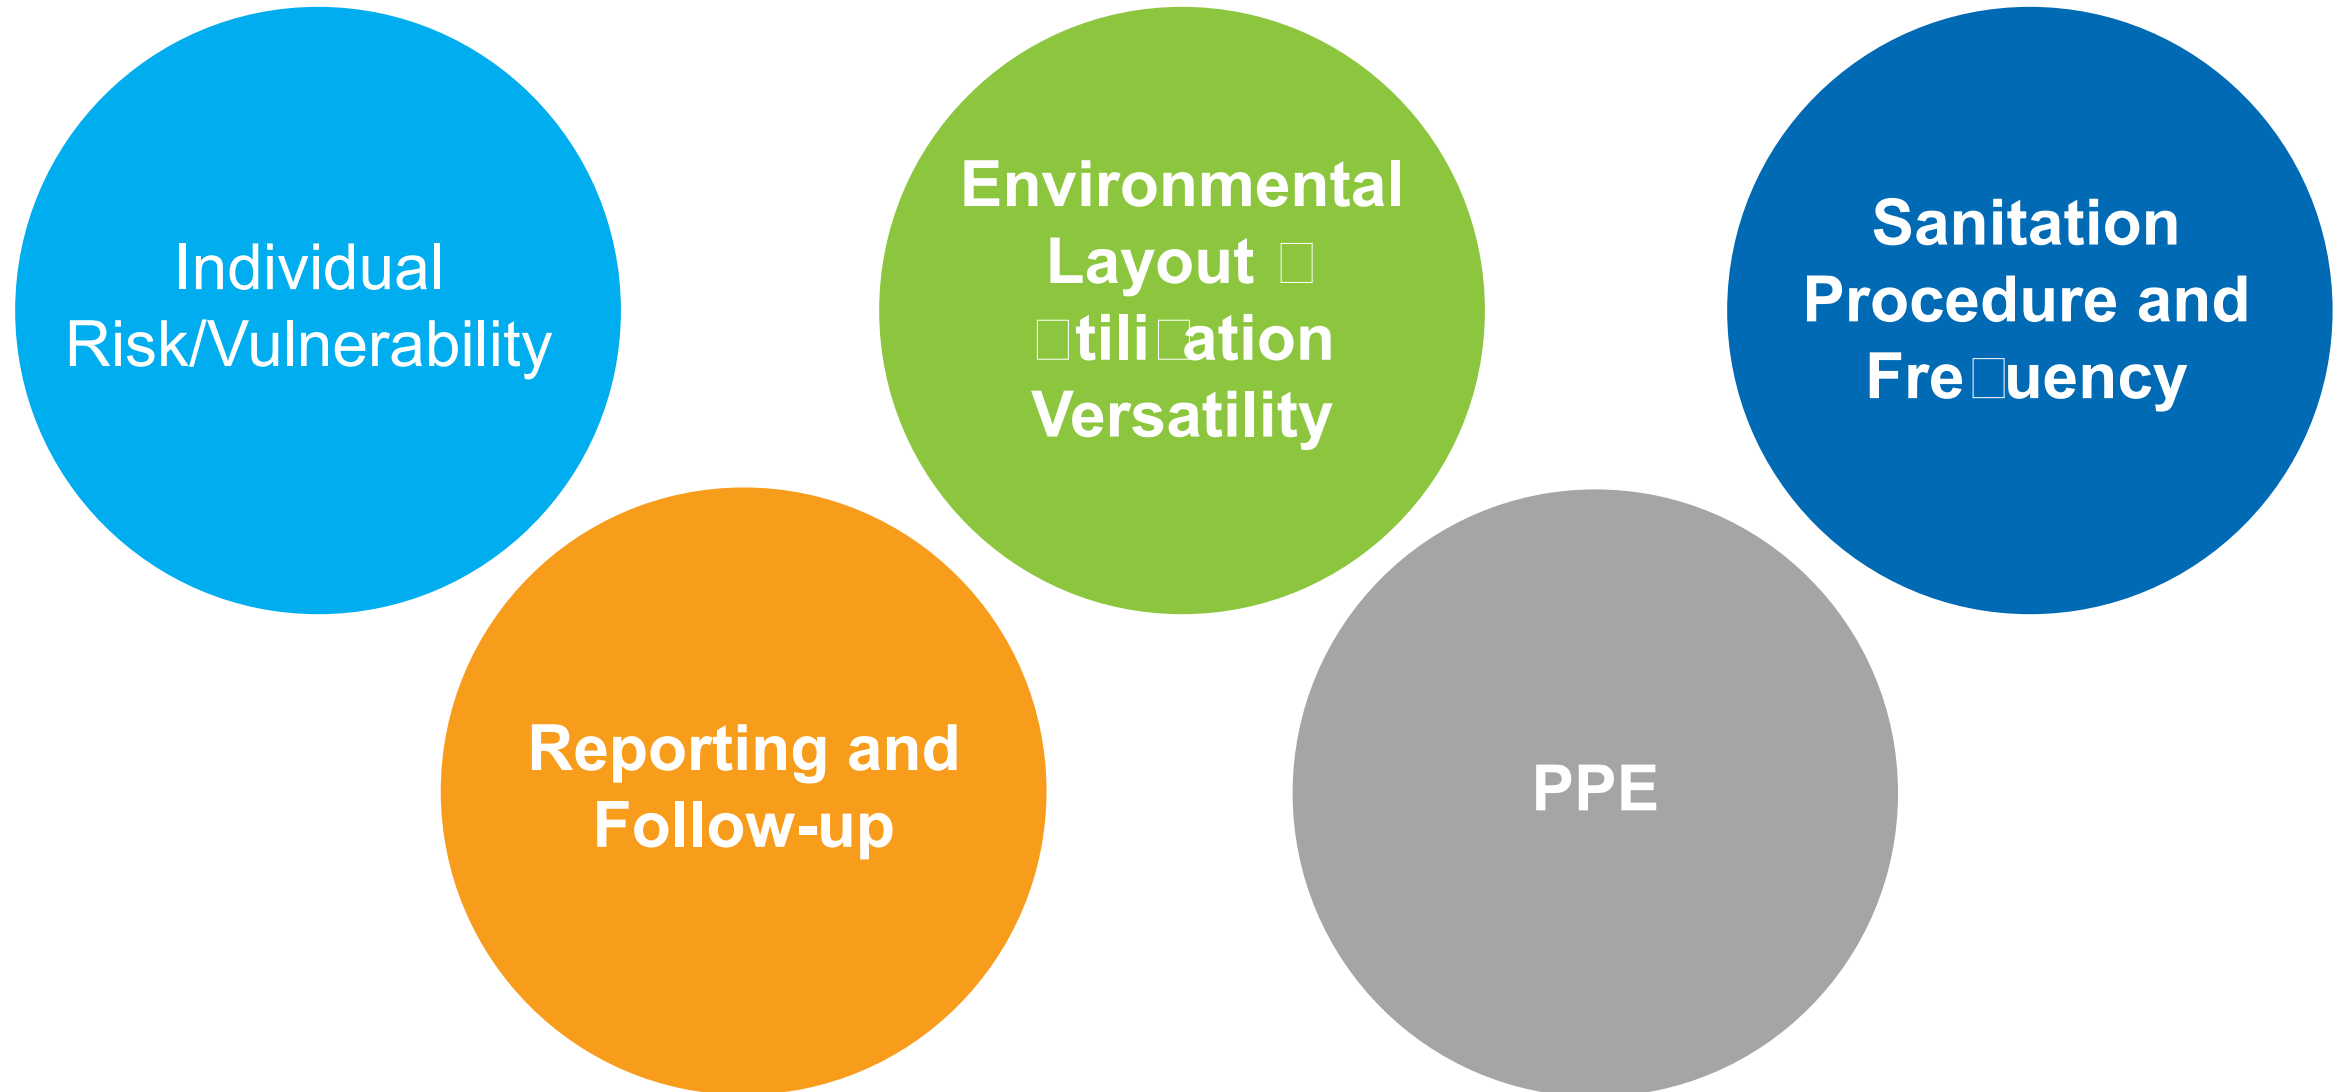 Individual
Risk/Vulnerability
Environmental
Layout □
□tili□ation
Versatility
Sanitation
Procedure and
Fre□uency
Reporting and
Follow-up
PPE